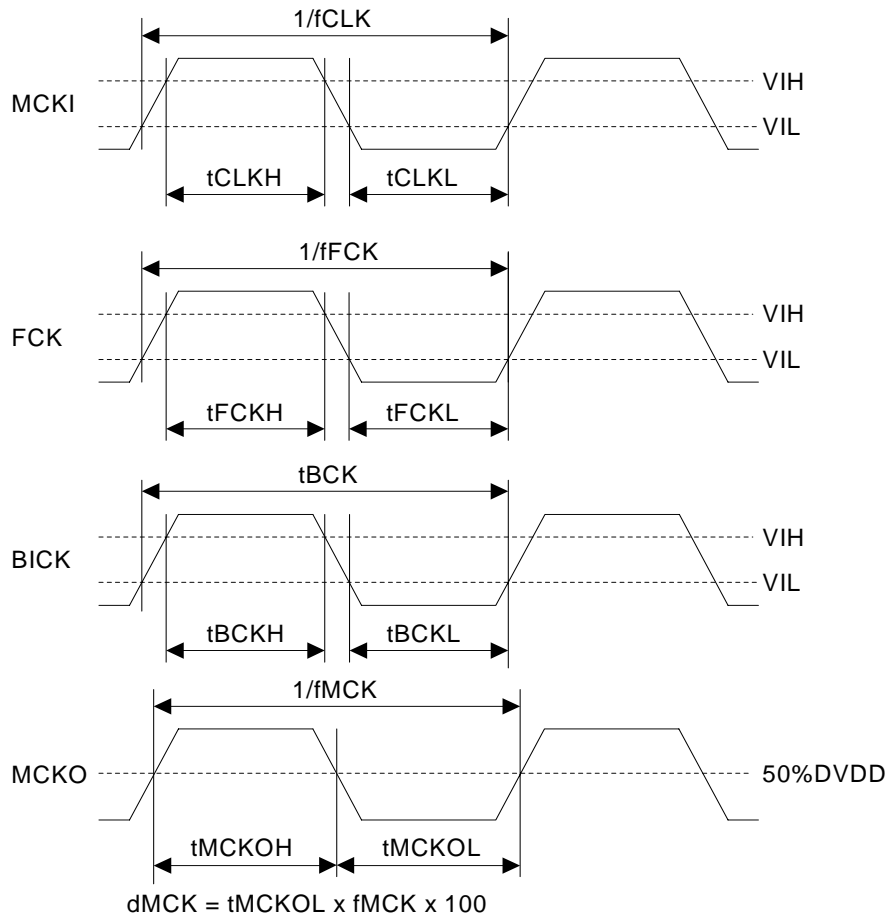 1/fCLK
MCKI
VIH
VIL
tCLKH
tCLKL
1/fFCK
FCK
VIH
VIL
tFCKH
tFCKL
tBCK
BICK
VIH
VIL
tBCKH
tBCKL
1/fMCK
MCKO
50%DVDD
tMCKOH
tMCKOL
dMCK = tMCKOL x fMCK x 100